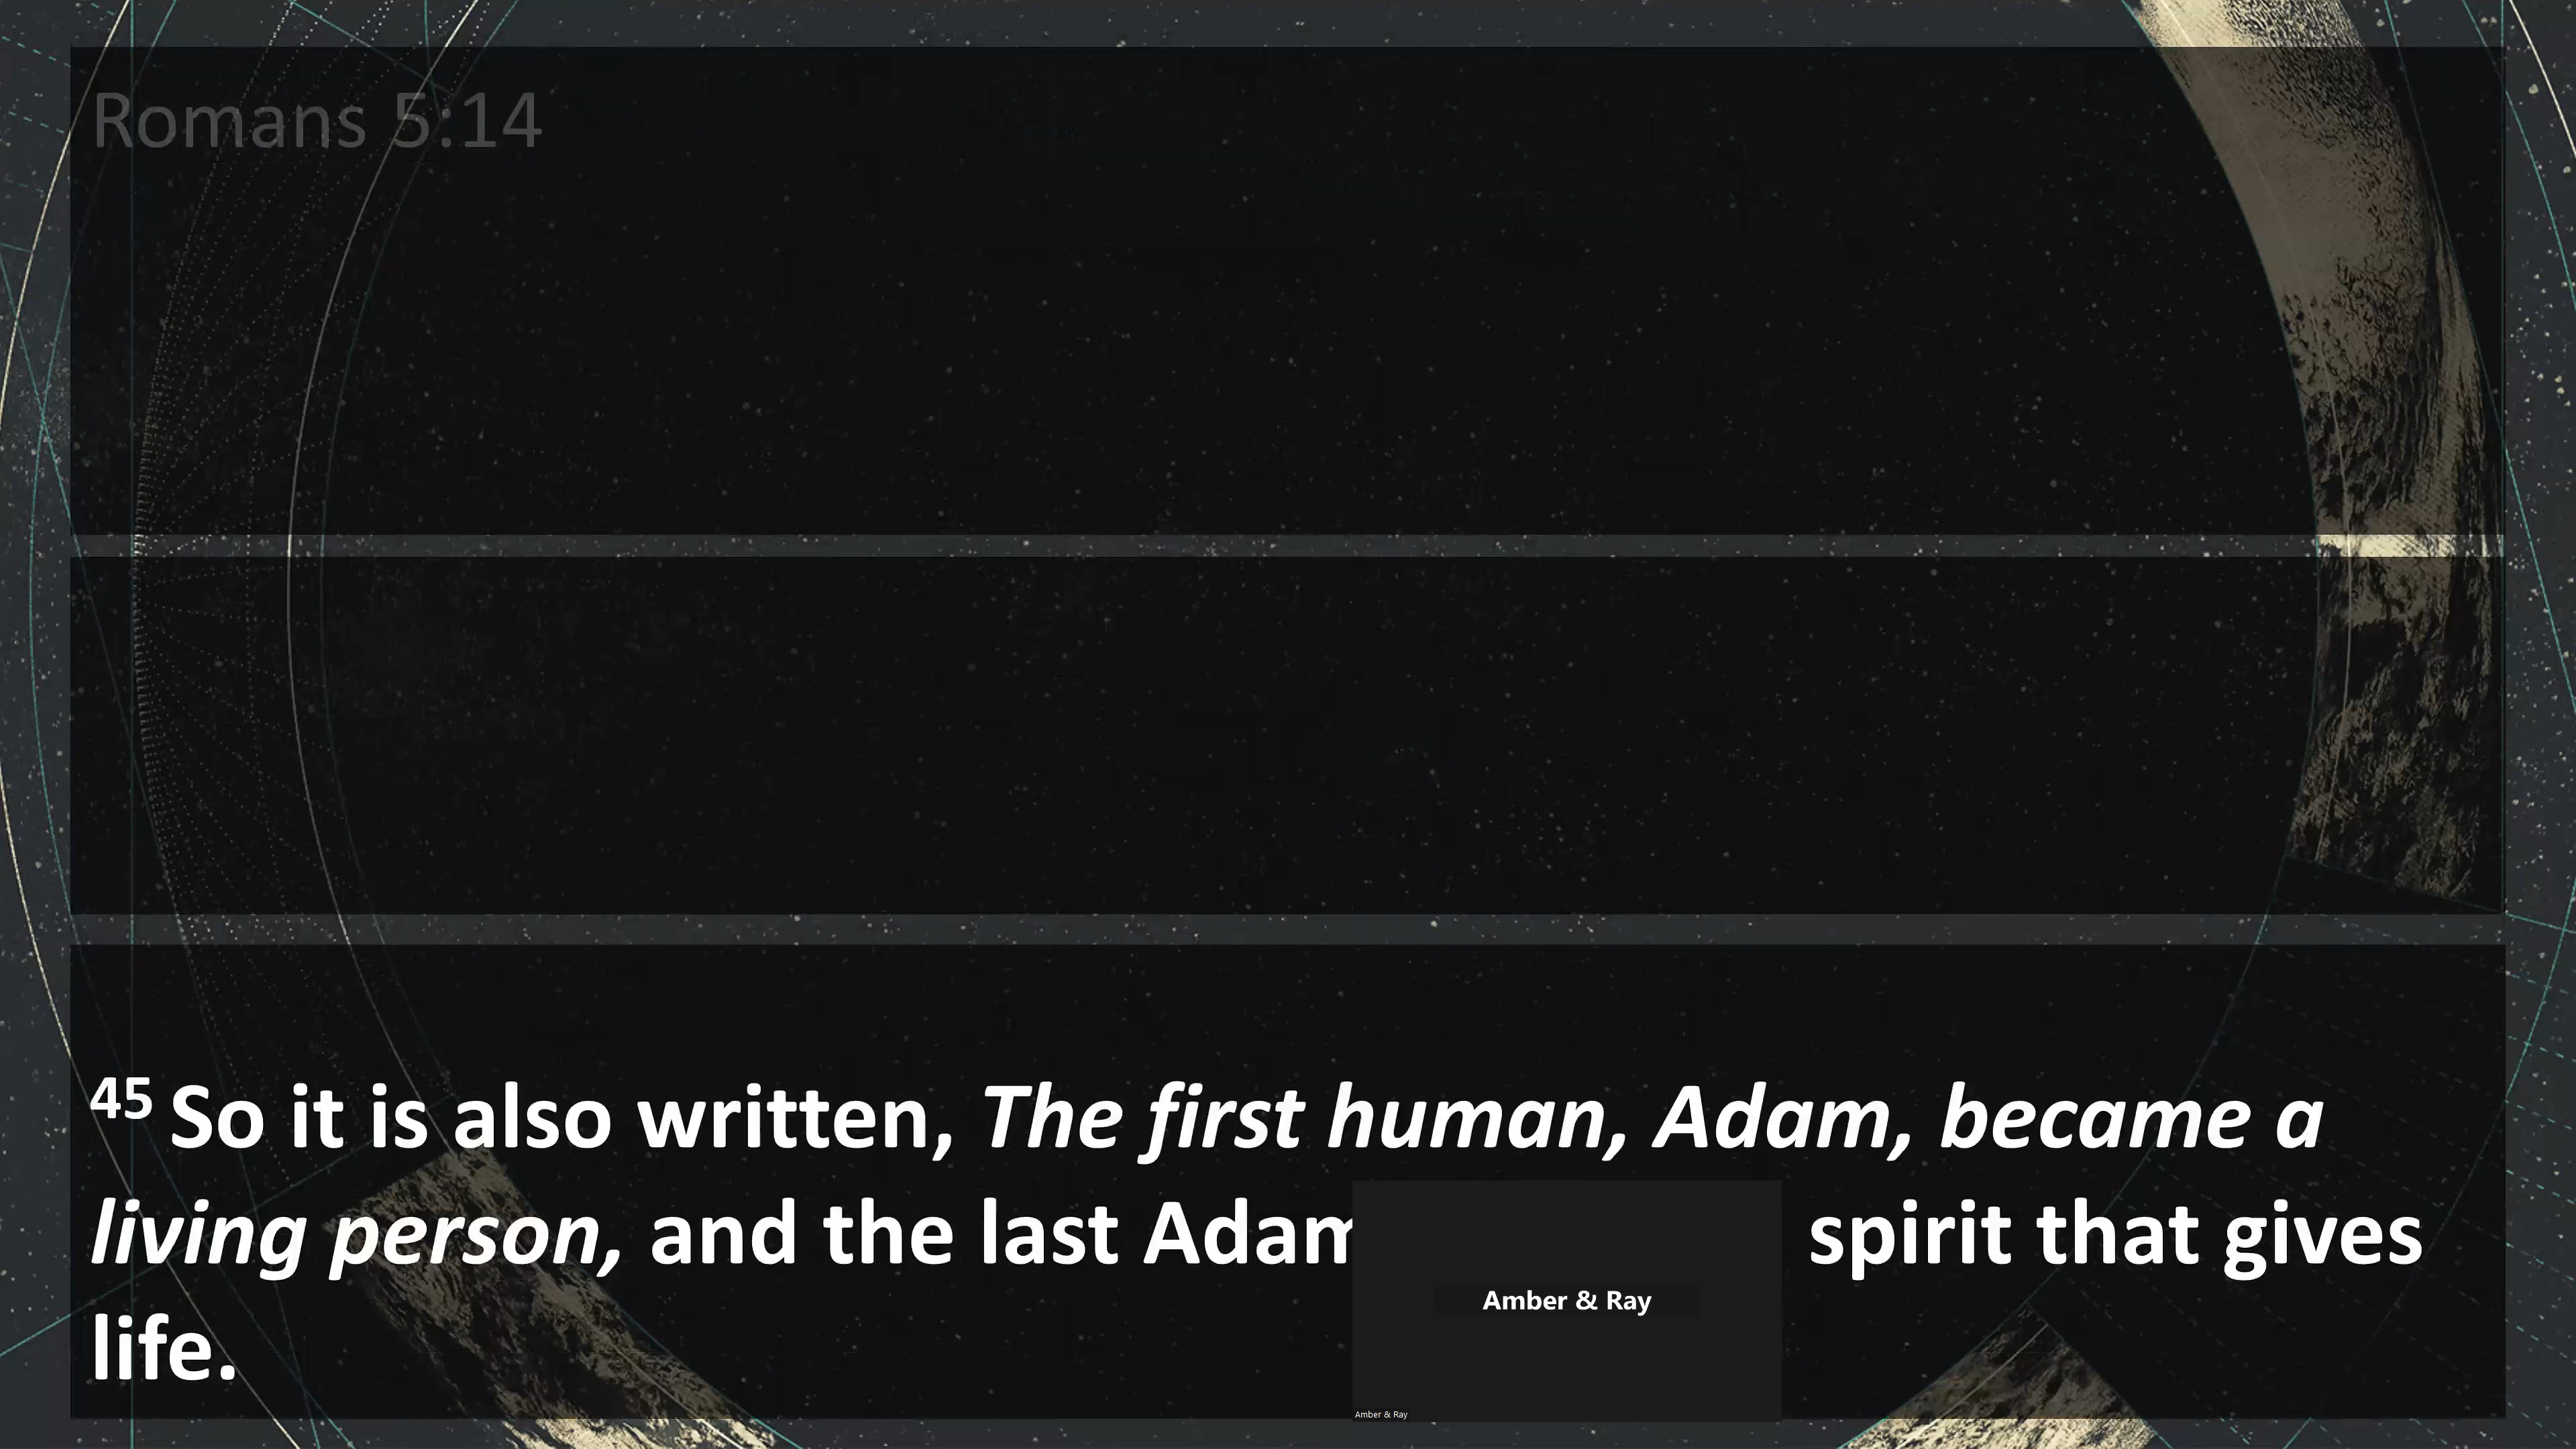 Romans 5:14
45 So it is also written, The first human, Adam, became a
living person, and the last Adam spirit that gives
life.
Amber & Ray
Amber & Ray